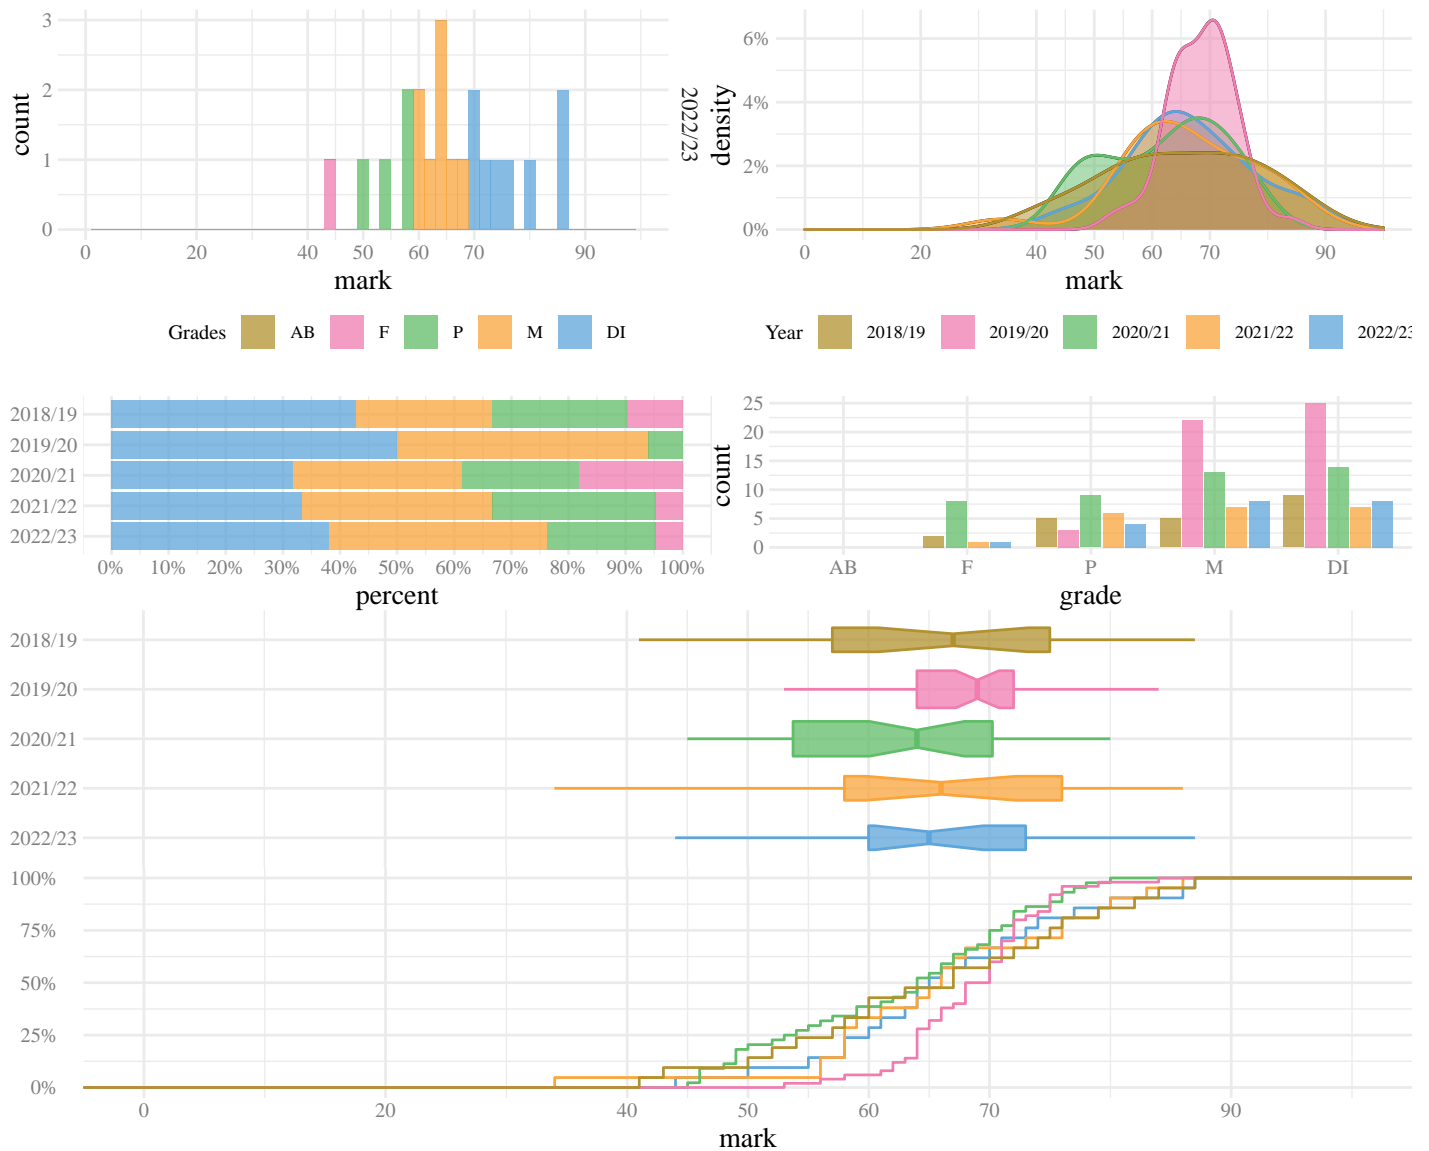 3
2
1
0
count
0 20 40 50 60 70 90
mark
2022/23
6%
4%
2%
0%
density
0 20 40 50 60 70 90
mark
Grades AB F P M DI
Year 2018/19 2019/20 2020/21 2021/22 2022/23
2018/19
2019/20
2020/21
2021/22
2022/23
0% 10% 20% 30% 40% 50% 60% 70% 80% 90% 100%
percent
25
20
15
10
5
0
count
AB F P M DI
grade
2018/19
2019/20
2020/21
2021/22
2022/23
100%
75%
50%
25%
0%
0 20 40 50 60 70 90
mark